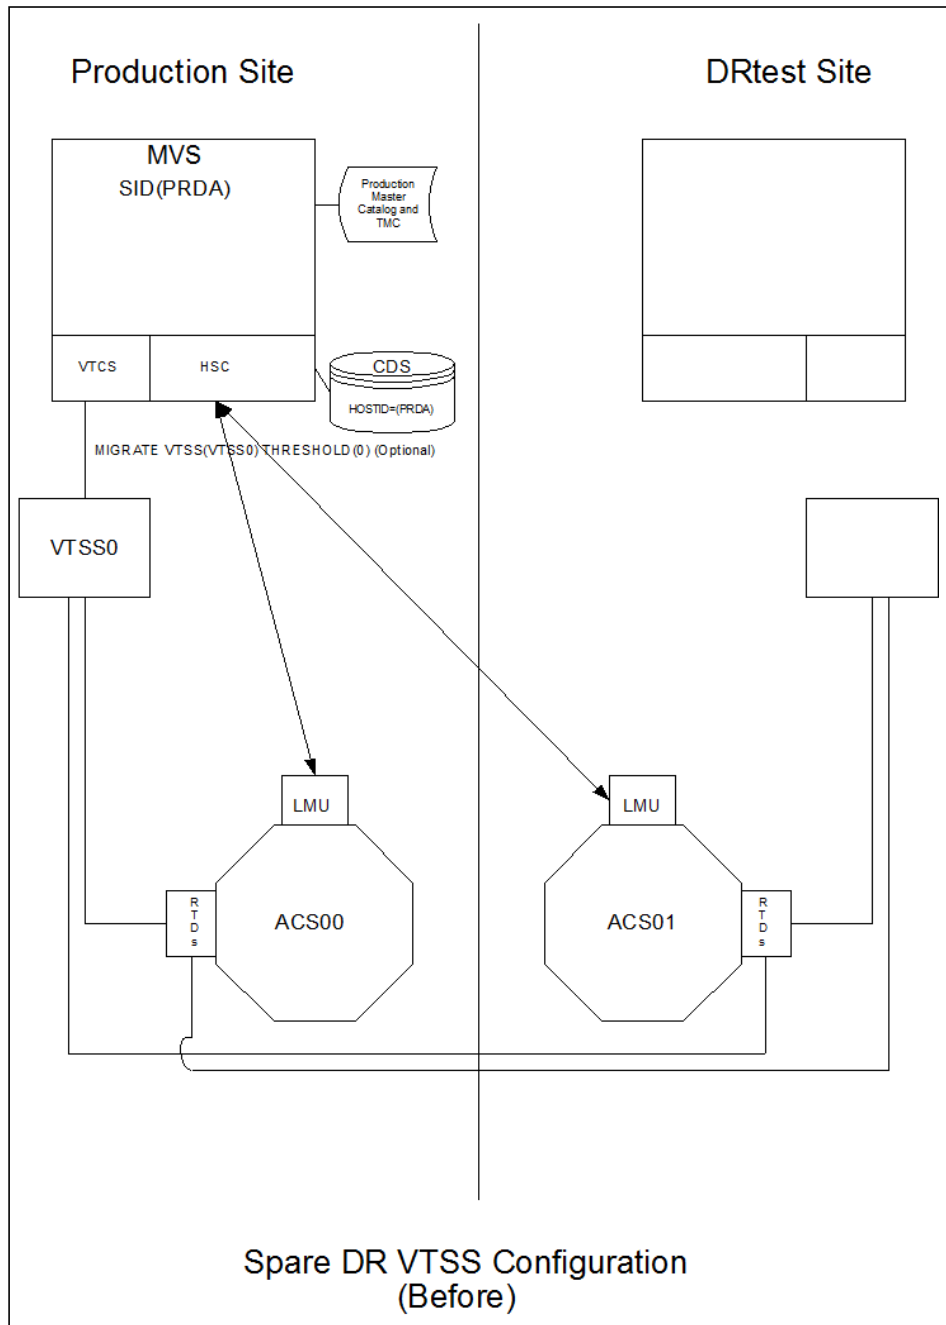 Production Site
DRtest Site
MVS
SID(PRDA)
Production
Master
Catalog and
TMC
VTCS
HSC
CDS
HOSTID=(PRDA)
MIGRATE VTSS(VTSS0) THRESHOLD(0) (Optional)
VTSS0
LMU
LMU
R
T
D
s
ACS00
ACS01
R
T
D
s
Spare DR VTSS Configuration
(Before)